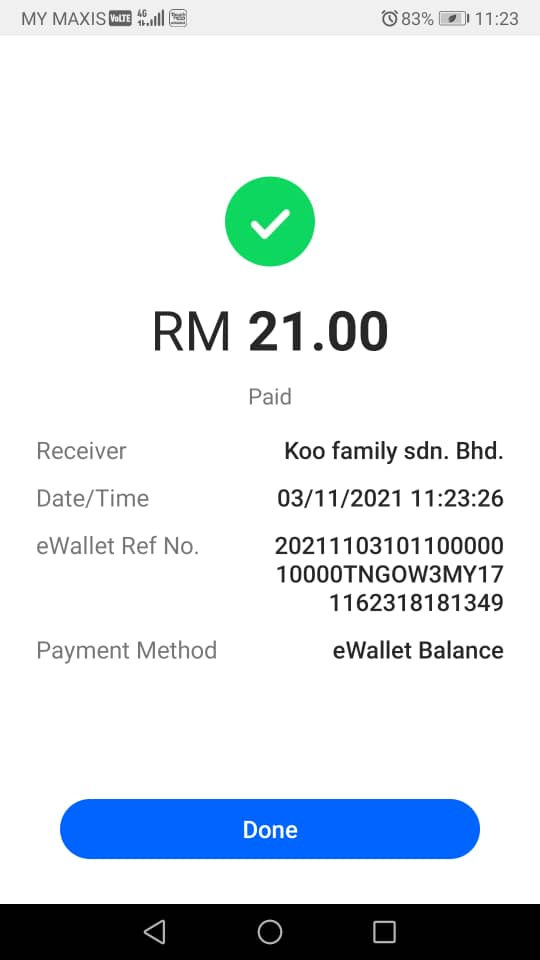 MY MAXIS VoLTE 4G 83% 11:23
RM 21.00
Paid
Receiver Koo family sdn. Bhd.
Date/Time 03/11/2021 11:23:26
eWallet Ref No. 20211103101100000
10000TNGOW3MY17
1162318181349
Payment Method eWallet Balance
Done